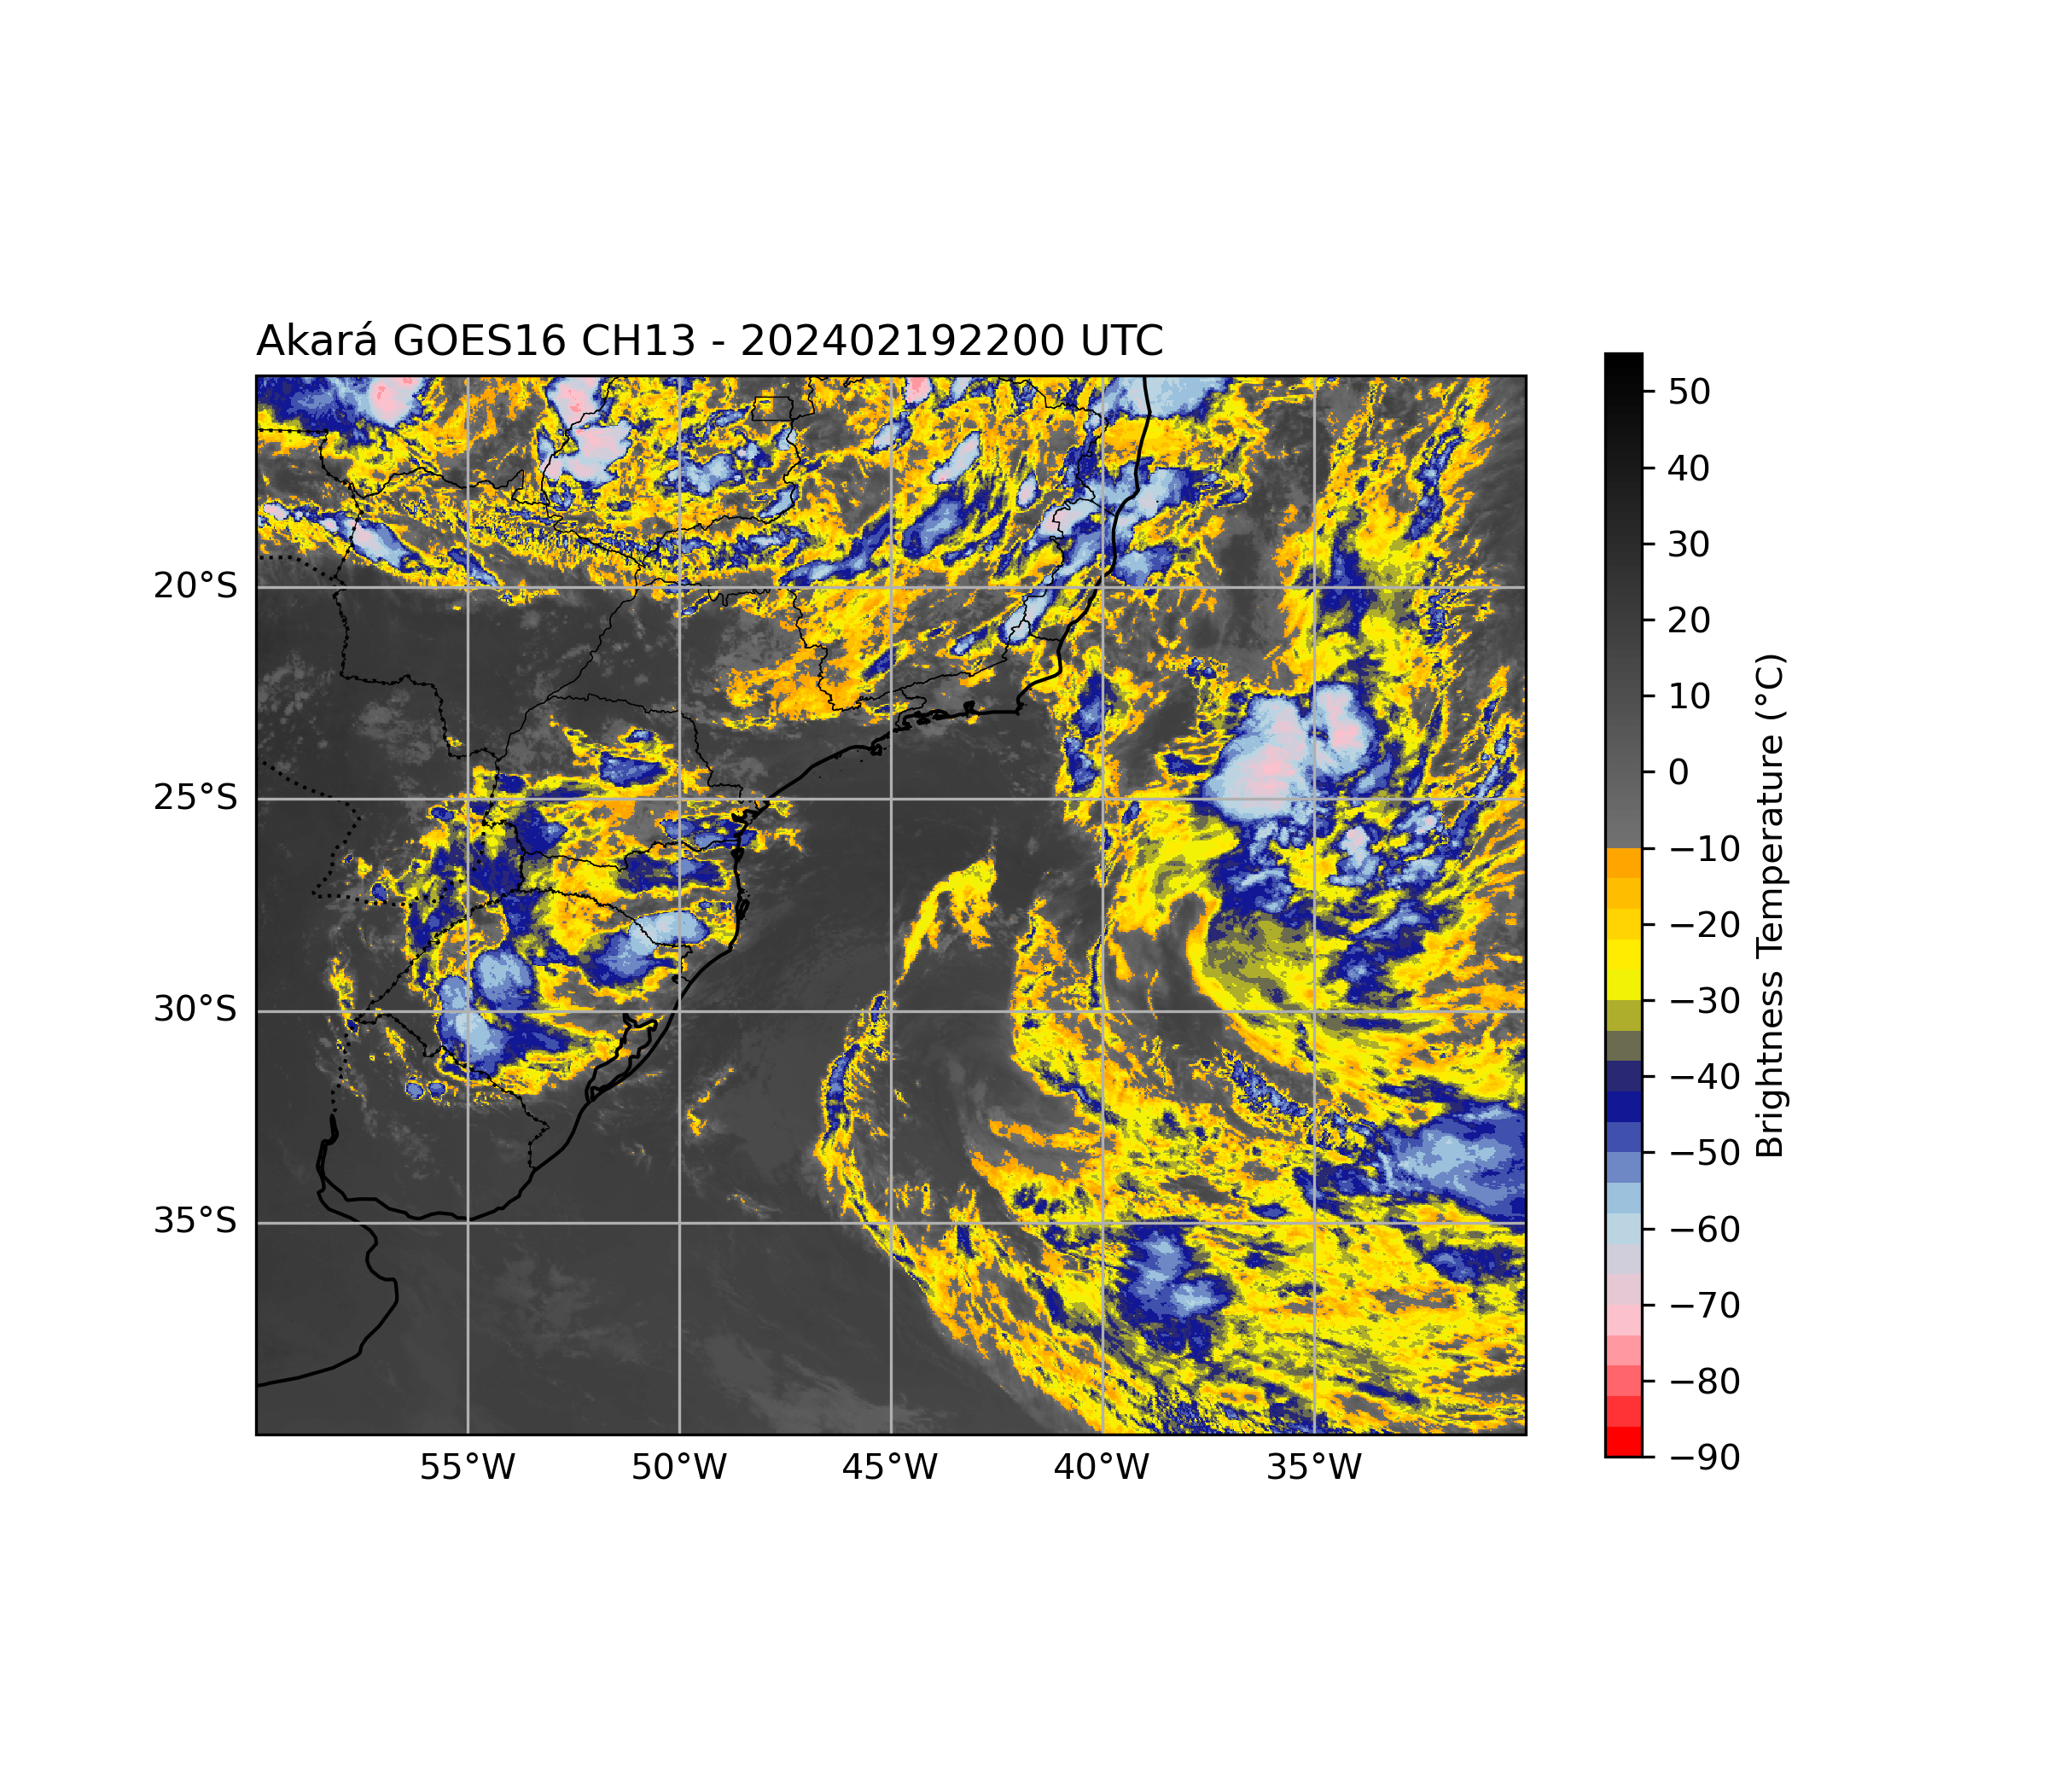 Akará GOES16 CH13 - 202402192200 UTC
20°S
25°S
30°S
35°S
55°W 50°W 45°W 40°W 35°W
50
40
30
20
10
0
−10
−20
−30
−40
−50
−60
−70
−80
−90
Brightness Temperature (°C)